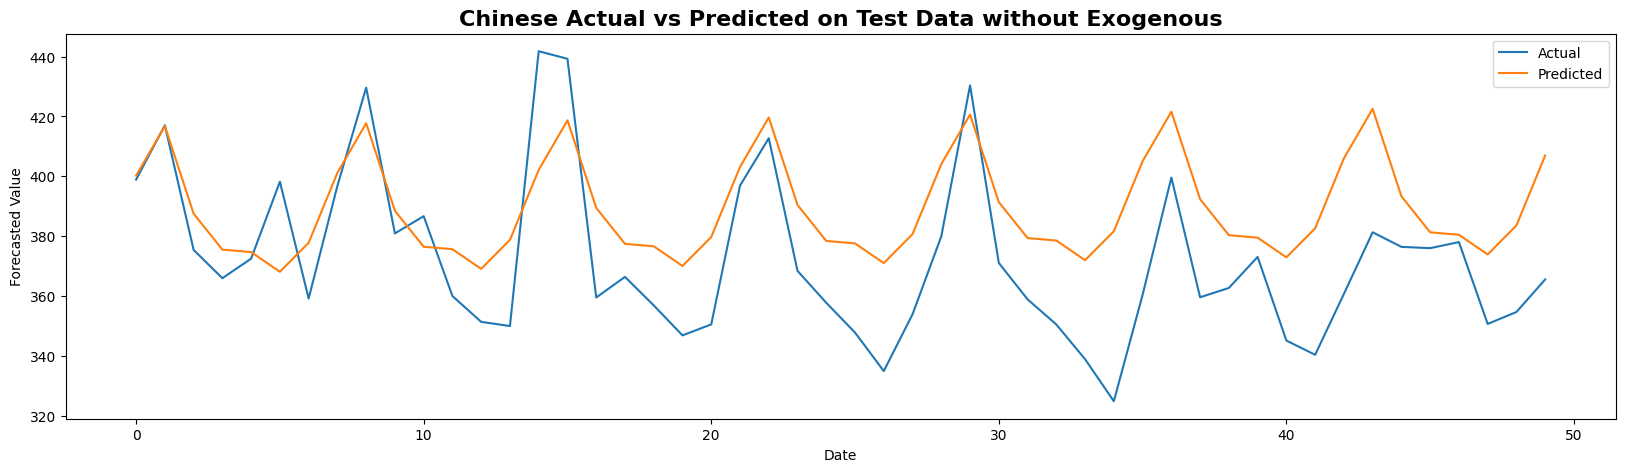 Chinese Actual vs Predicted on Test Data without Exogenous
Actual
Predicted
Forecasted Value
440
420
400
380
360
340
320
0
10
20
30
40
50
Date